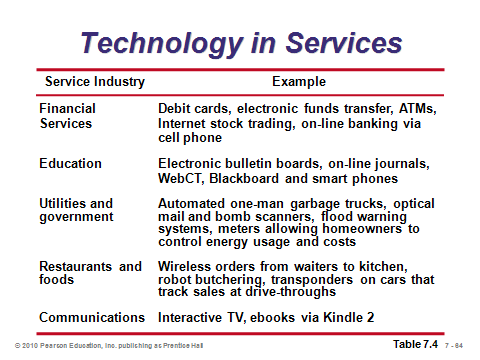 Technology in Services
Service Industry Example
Financial Debit cards, electronic funds transfer, ATMs,
Services Internet stock trading, on-line banking via
cell phone
Education Electronic bulletin boards, on-line journals,
WebCT, Blackboard and smart phones
Utilities and Automated one-man garbage trucks, optical
government mail and bomb scanners, flood warning
systems, meters allowing homeowners to
control energy usage and costs
Restaurants and Wireless orders from waiters to kitchen,
foods robot butchering, transponders on cars that
track sales at drive-throughs
Communications Interactive TV, ebooks via Kindle 2
© 2010 Pearson Education, Inc. publishing as Prentice Hall Table 7.4 7 - 64